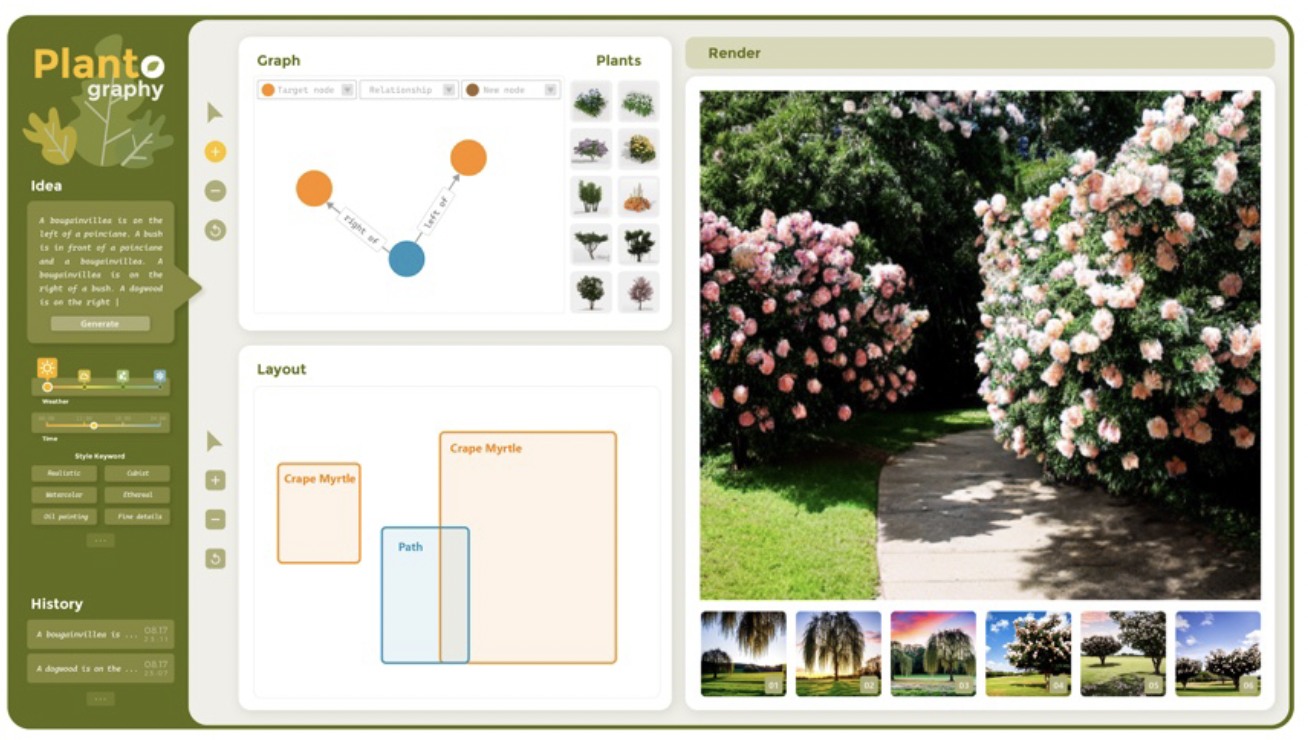 Planto
graphy
Idea
A bougainvillea is on the
left of a poinciane. A bush
is in front of a poinciane
and a bougainvillea. A
bougainvillea is on the
right of a bush. A dogwood
is on the right |
Generate
Weather
Time
Style Keyword
Realistic
Cubist
Watercolor
Ethereal
Oil painting
Fine details
...
History
A bougainvillea is ...
08.17
A dogwood is on the ...
08.17
...
Graph
Plants
Target node
Relationship
New node
right of
left of
Layout
Crape Myrtle
Crape Myrtle
Path
Render
01
02
03
04
05
06